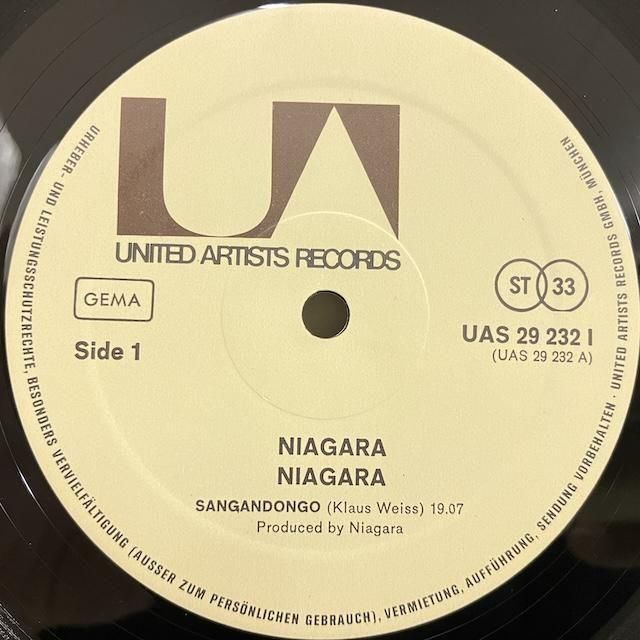 UA
UNITED ARTISTS RECORDS
GEMA
Side 1
ST 33
UAS 29 232 I
(UAS 29 232 A)
NIAGARA
NIAGARA
SANGANDONGO (Klaus Weiss) 19.07
Produced by Niagara
URHEBER- UND LEISTUNGSSCHUTZRECHTE, BESONDERS VERVIELFÄLTIGUNG (AUSSER ZUM PERSÖNLICHEN GEBRAUCH), VERMIETUNG, AUFFÜHRUNG, SENDUNG VORBEHALTEN · UNITED ARTISTS RECORDS GMBH, MÜNCHEN